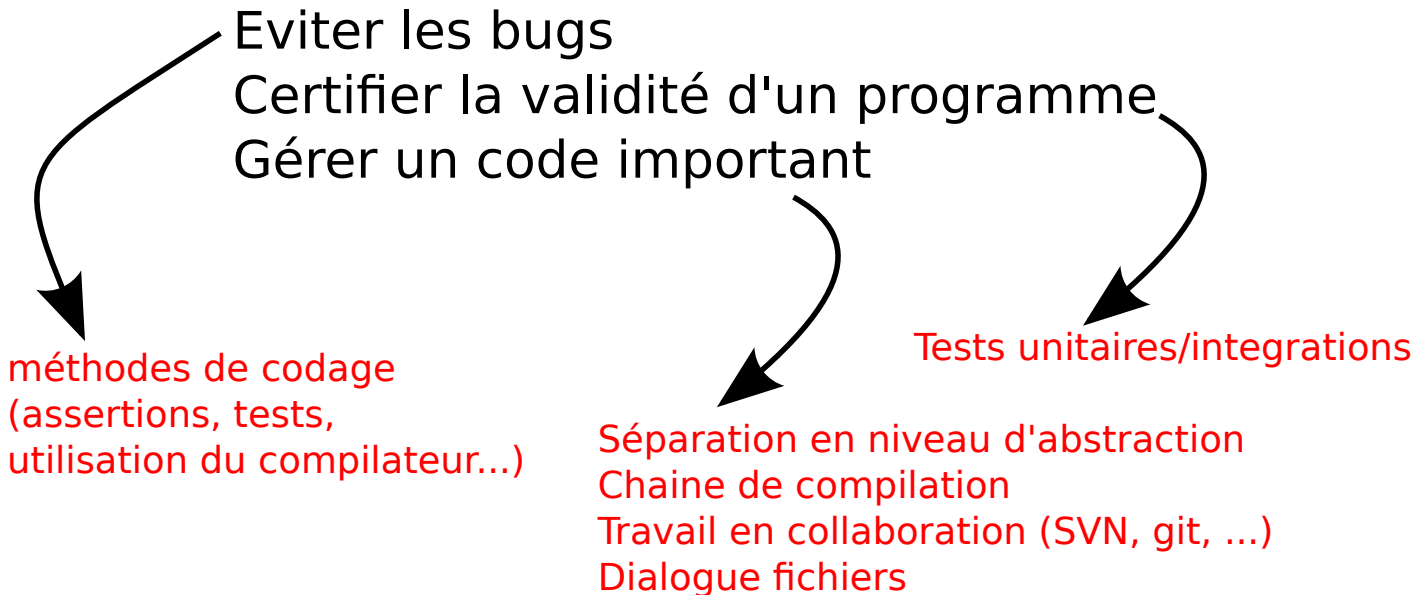 Eviter les bugs
Certifier la validité d'un programme
Gérer un code important
méthodes de codage
(assertions, tests,
utilisation du compilateur...)
Tests unitaires/integrations
Séparation en niveau d'abstraction
Chaine de compilation
Travail en collaboration (SVN, git, ...)
Dialogue fichiers